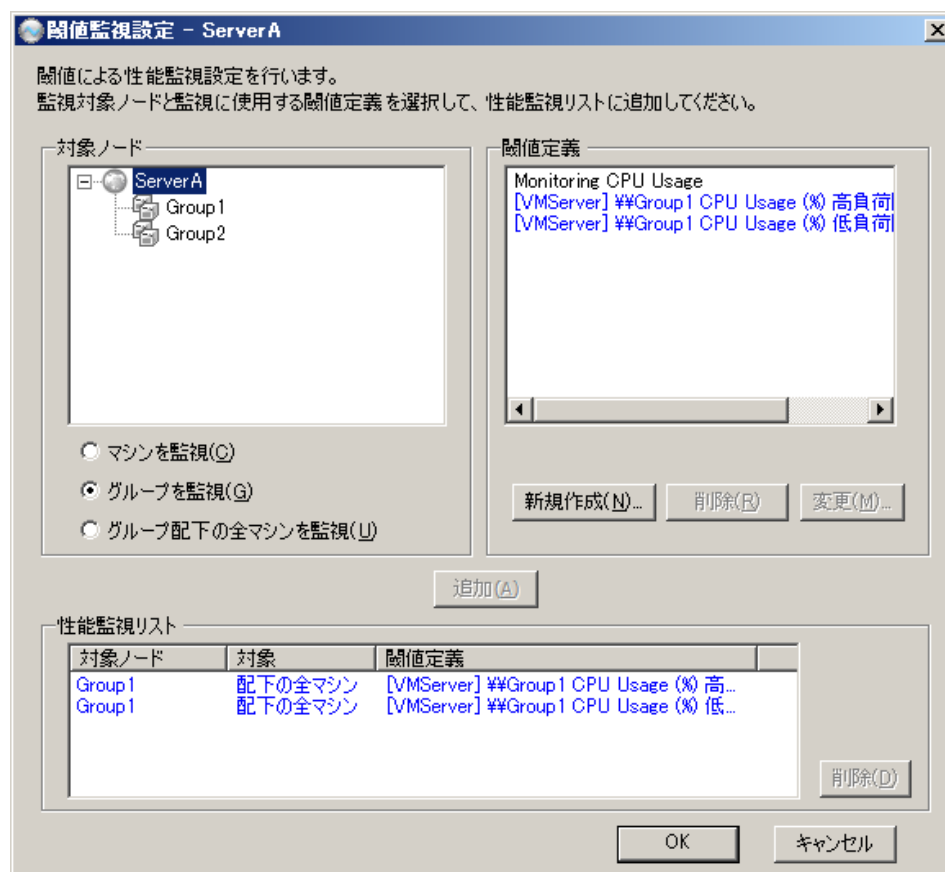 閾値監視設定 - ServerA
閾値による性能監視設定を行います。
監視対象ノードと監視に使用する閾値定義を選択して、性能監視リストに追加してください。
対象ノード
ServerA
Group1
Group2
マシンを監視(C)
グループを監視(G)
グループ配下の全マシンを監視(U)
閾値定義
Monitoring CPU Usage
[VMServer] ¥¥Group1 CPU Usage (%) 高負荷
[VMServer] ¥¥Group1 CPU Usage (%) 低負荷
新規作成(N)... 削除(R) 変更(M)...
追加(A)
性能監視リスト
対象ノード 対象 閾値定義
Group1 配下の全マシン [VMServer] ¥¥Group1 CPU Usage (%) 高...
Group1 配下の全マシン [VMServer] ¥¥Group1 CPU Usage (%) 低...
削除(D)
OK キャンセル